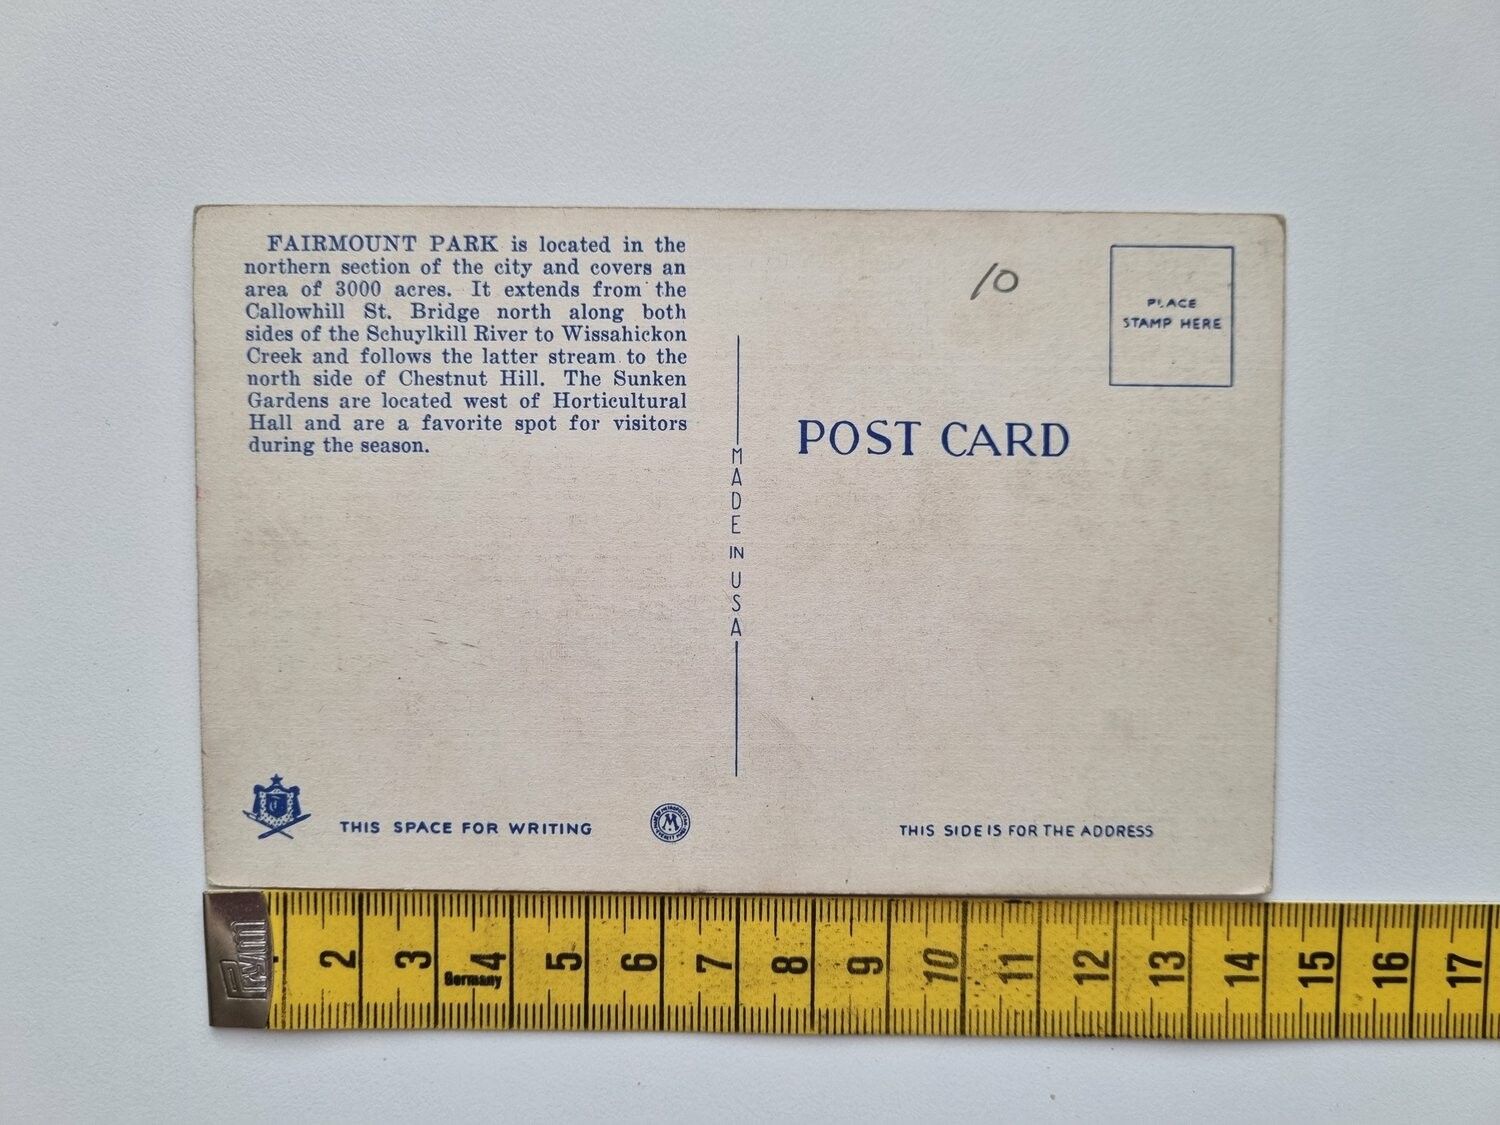 FAIRMOUNT PARK is located in the
northern section of the city and covers an
area of 3000 acres. It extends from the
Callowhill St. Bridge north along both
sides of the Schuylkill River to Wissahickon
Creek and follows the latter stream to the
north side of Chestnut Hill. The Sunken
Gardens are located west of Horticultural
Hall and are a favorite spot for visitors
during the season.
MADE IN USA
10
PLACE
STAMP HERE
POST CARD
THIS SPACE FOR WRITING
M
THIS SIDE IS FOR THE ADDRESS
Prym
2 3 4 5 6 7 8 9 10 11 12 13 14 15 16 17
Germany